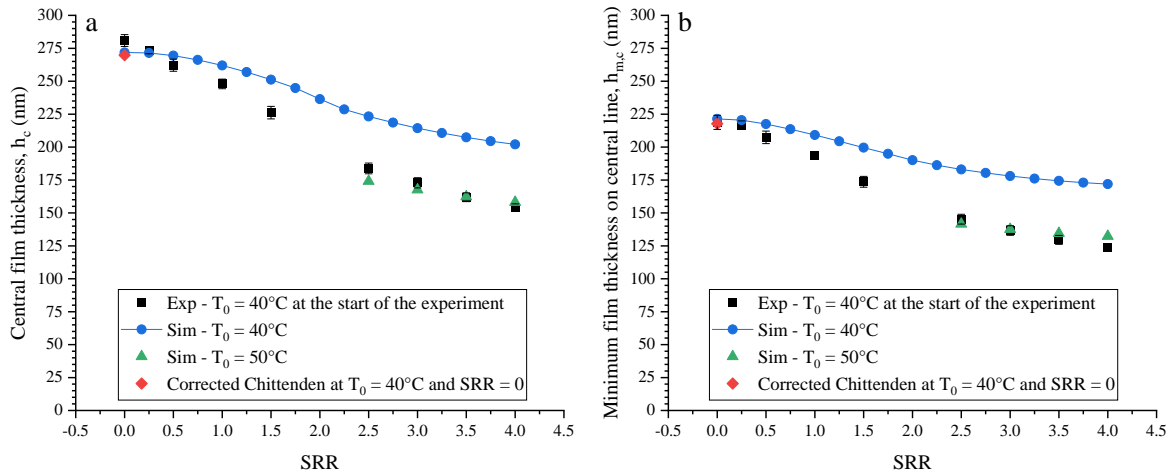 a
300
275
250
225
200
175
150
125
100
75
50
25
0
Central film thickness, h_c (nm)
Exp - T_0 = 40°C at the start of the experiment
Sim - T_0 = 40°C
Sim - T_0 = 50°C
Corrected Chittenden at T_0 = 40°C and SRR = 0
-0.5 0.0 0.5 1.0 1.5 2.0 2.5 3.0 3.5 4.0 4.5
SRR
b
300
275
250
225
200
175
150
125
100
75
50
25
0
Minimum film thickness on central line, h_m,c (nm)
Exp - T_0 = 40°C at the start of the experiment
Sim - T_0 = 40°C
Sim - T_0 = 50°C
Corrected Chittenden at T_0 = 40°C and SRR = 0
-0.5 0.0 0.5 1.0 1.5 2.0 2.5 3.0 3.5 4.0 4.5
SRR